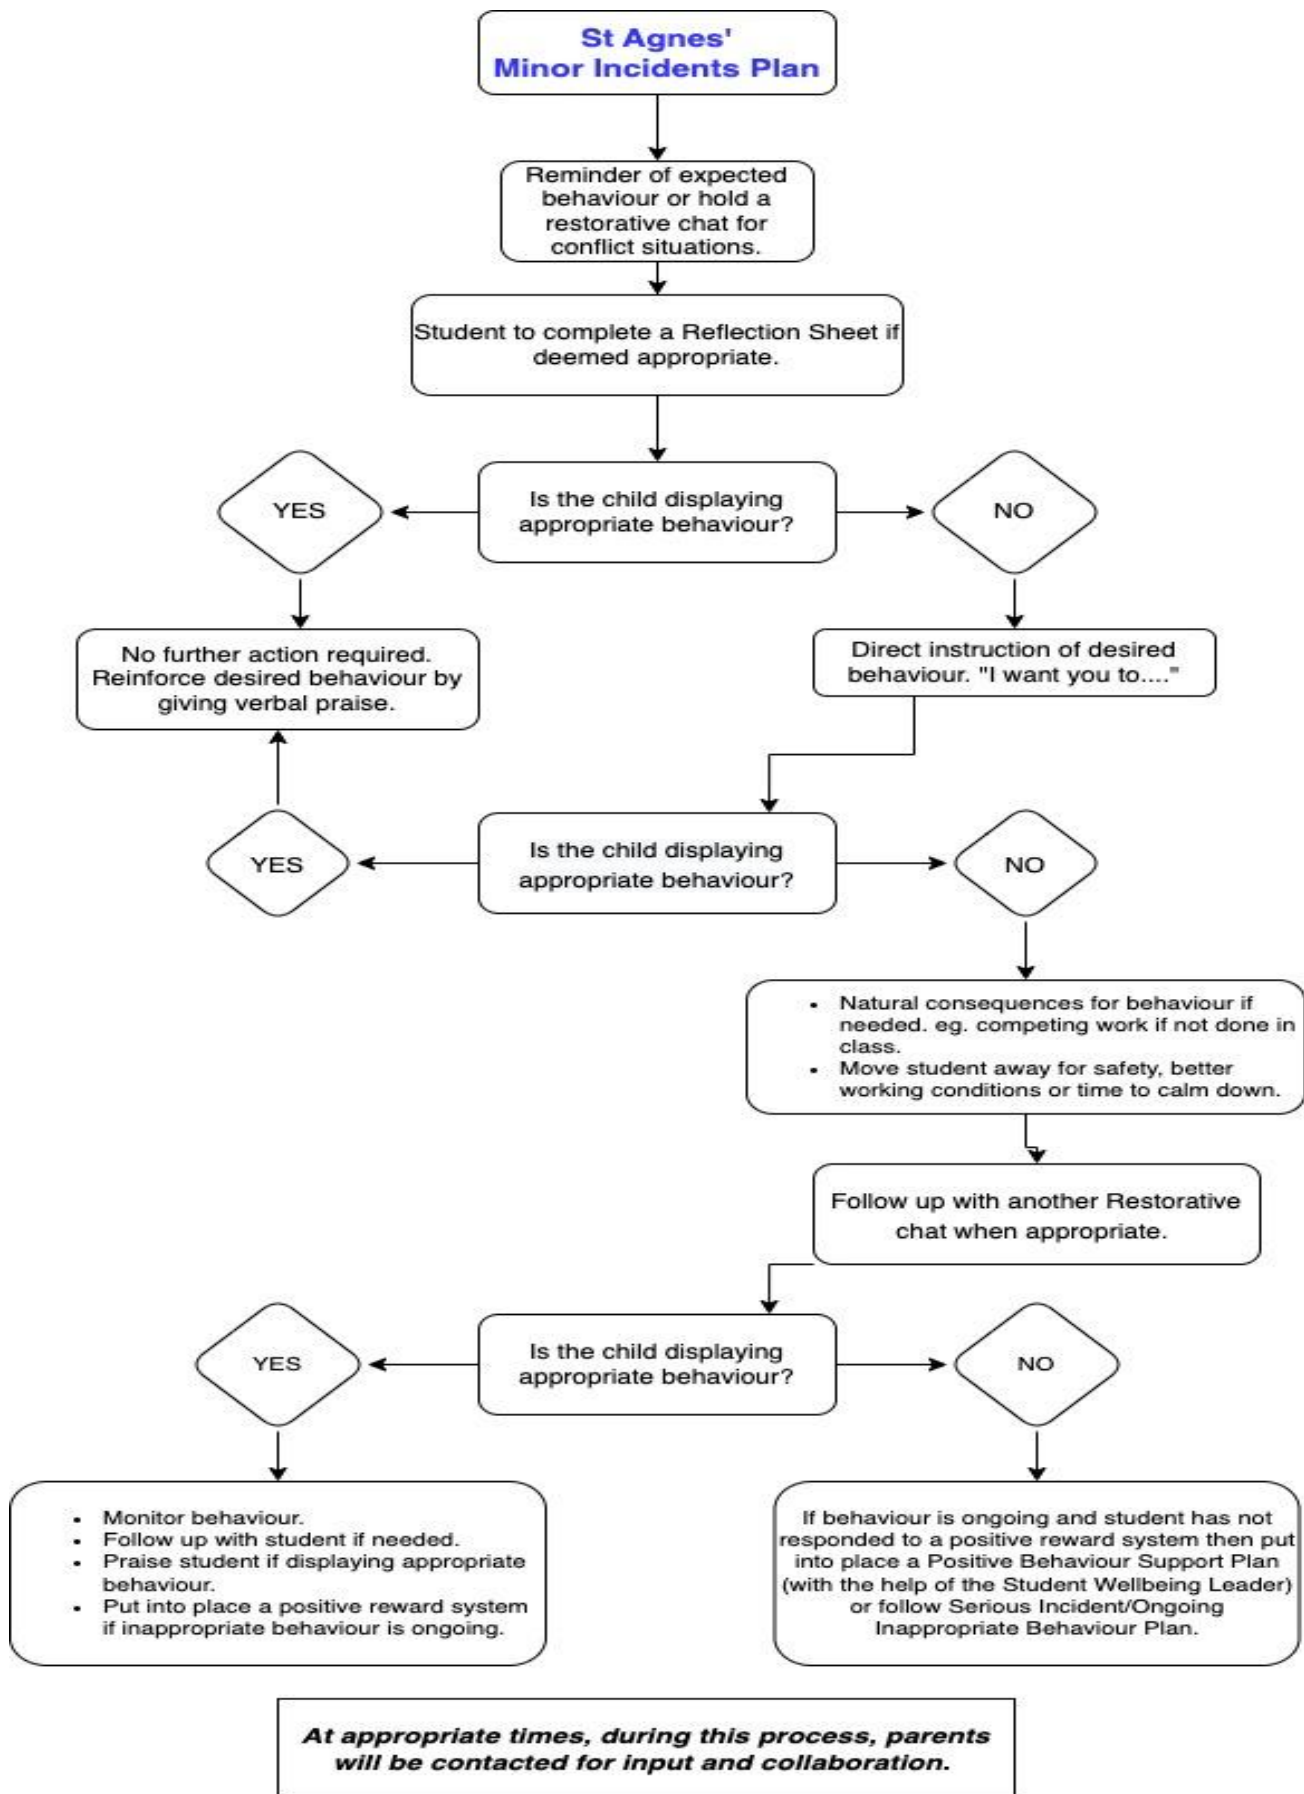 St Agnes'
Minor Incidents Plan
Reminder of expected
behaviour or hold a
restorative chat for
conflict situations.
Student to complete a Reflection Sheet if
deemed appropriate.
YES
Is the child displaying
appropriate behaviour?
NO
No further action required.
Reinforce desired behaviour by
giving verbal praise.
Direct instruction of desired
behaviour. "I want you to...."
YES
Is the child displaying
appropriate behaviour?
NO
• Natural consequences for behaviour if
needed. eg. competing work if not done in
class.
• Move student away for safety, better
working conditions or time to calm down.
Follow up with another Restorative
chat when appropriate.
YES
Is the child displaying
appropriate behaviour?
NO
• Monitor behaviour.
• Follow up with student if needed.
• Praise student if displaying appropriate
behaviour.
• Put into place a positive reward system
if inappropriate behaviour is ongoing.
If behaviour is ongoing and student has not
responded to a positive reward system then put
into place a Positive Behaviour Support Plan
(with the help of the Student Wellbeing Leader)
or follow Serious Incident/Ongoing
Inappropriate Behaviour Plan.
At appropriate times, during this process, parents
will be contacted for input and collaboration.